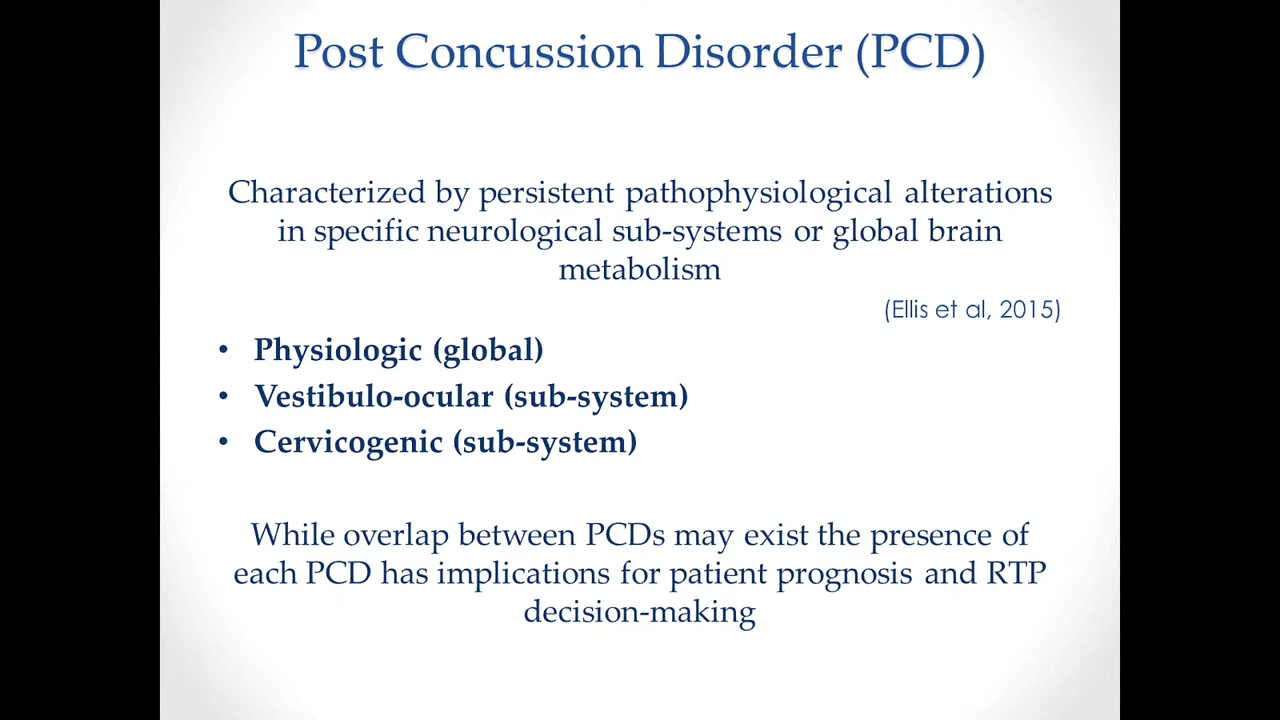 Post Concussion Disorder (PCD)
Characterized by persistent pathophysiological alterations
in specific neurological sub-systems or global brain
metabolism
(Ellis et al, 2015)
• Physiologic (global)
• Vestibulo-ocular (sub-system)
• Cervicogenic (sub-system)
While overlap between PCDs may exist the presence of
each PCD has implications for patient prognosis and RTP
decision-making